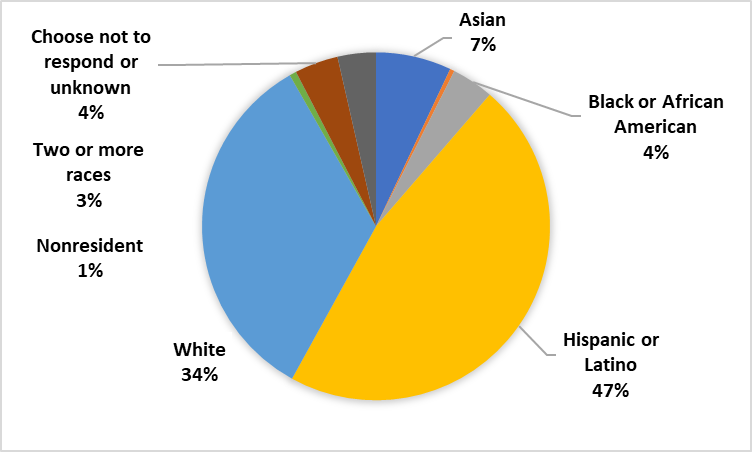 Asian
7%
Black or African
American
4%
Hispanic or
Latino
47%
White
34%
Nonresident
1%
Two or more
races
3%
Choose not to
respond or
unknown
4%